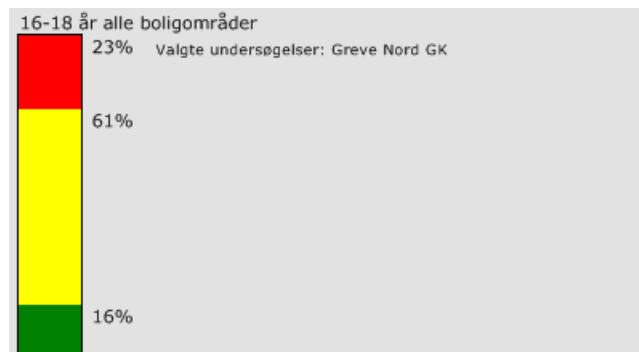 16-18 år alle boligområder
23% Valgte undersøgelser: Greve Nord GK
61%
16%